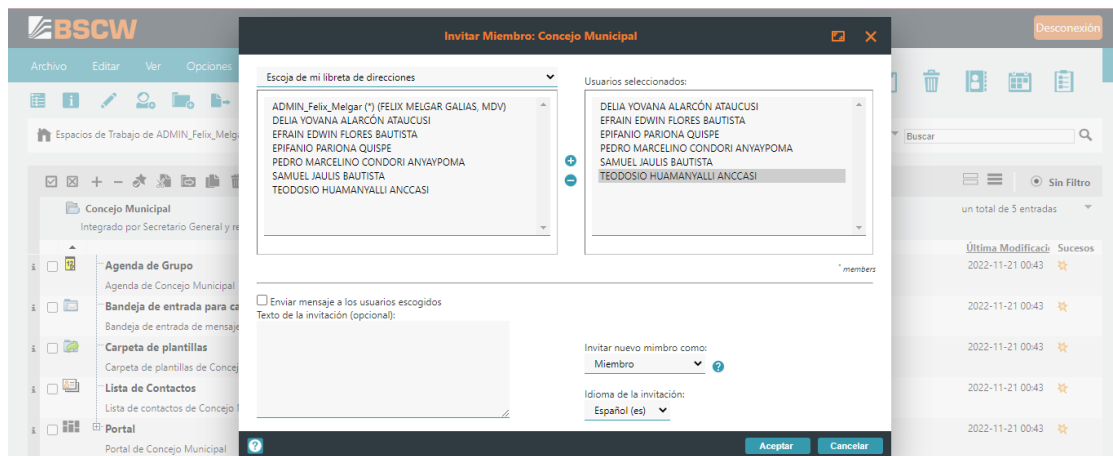 BSCW
Desconexión
Archivo Editar Ver Opciones
Espacios de Trabajo de ADMIN_Felix_Melga
Buscar
Sin Filtro
Concejo Municipal
Integrado por Secretario General y re
un total de 5 entradas
Última Modificació Sucesos
Agenda de Grupo
2022-11-21 00:43
Agenda de Concejo Municipal
Bandeja de entrada para ca
2022-11-21 00:43
Bandeja de entrada de mensaje
Carpeta de plantillas
2022-11-21 00:43
Carpeta de plantillas de Concej
Lista de Contactos
2022-11-21 00:43
Lista de contactos de Concejo
Portal
2022-11-21 00:43
Portal de Concejo Municipal
Invitar Miembro: Concejo Municipal
Escoja de mi libreta de direcciones
ADMIN_Felix_Melgar (*) (FELIX MELGAR GALIAS, MDV)
DELIA YOVANA ALARCÓN ATAUCUSI
EFRAIN EDWIN FLORES BAUTISTA
EPIFANIO PARIONA QUISPE
PEDRO MARCELINO CONDORI ANYAYPOMA
SAMUEL JAULIS BAUTISTA
TEODOSIO HUAMANYALLI ANCCASI
Usuarios seleccionados:
DELIA YOVANA ALARCÓN ATAUCUSI
EFRAIN EDWIN FLORES BAUTISTA
EPIFANIO PARIONA QUISPE
PEDRO MARCELINO CONDORI ANYAYPOMA
SAMUEL JAULIS BAUTISTA
TEODOSIO HUAMANYALLI ANCCASI
* members
Enviar mensaje a los usuarios escogidos
Texto de la invitación (opcional):
Invitar nuevo mimbro como:
Miembro
Idioma de la invitación:
Español (es)
Aceptar Cancelar